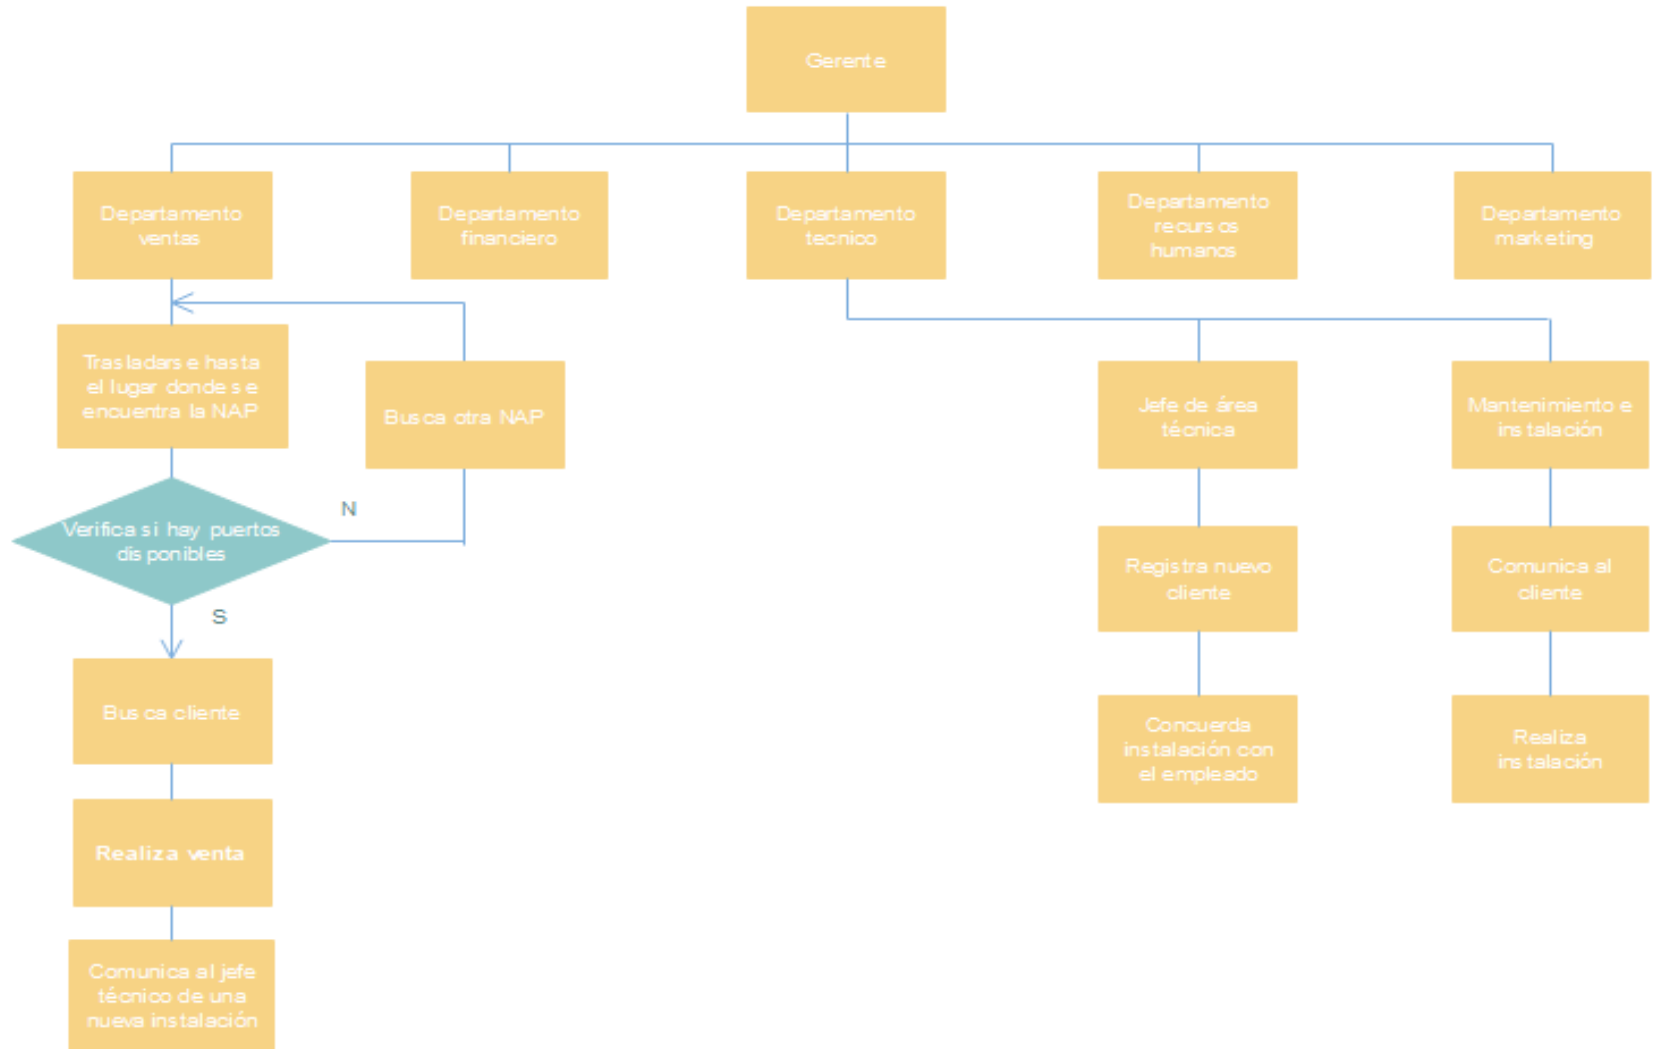 Gerente
Departamento
ventas
Departamento
financiero
Departamento
tecnico
Departamento
recursos
humanos
Departamento
marketing
Trasladarse hasta
el lugar donde se
encuentra la NAP
Busca otra NAP
Jefe de área
técnica
Mantenimiento e
instalación
N
Verifica si hay puertos
disponibles
S
Registra nuevo
cliente
Comunica al
cliente
Busca cliente
Concuerda
instalación con
el empleado
Realiza
instalación
Realiza venta
Comunica al jefe
técnico de una
nueva instalación